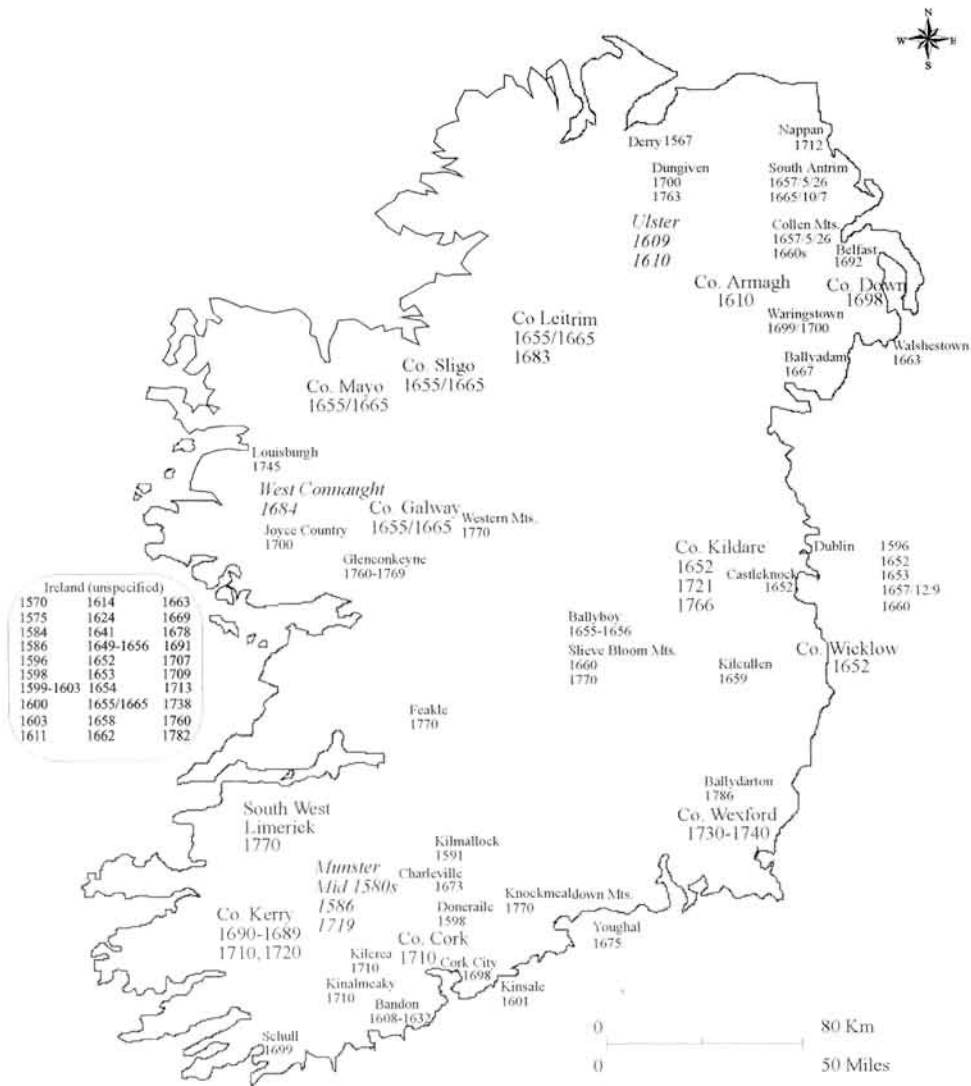 N
W E
S
Derry 1567
Nappan
1712
Dungiven
1700
1763
South Antrim
1657/5/26
1665/10/7
Ulster
1609
1610
Collen Mts.
1657/5/26
1660s
Belfast
1692
Co. Armagh
1610
Co. Down
1698
Waringstown
1699/1700
Co Leitrim
1655/1665
1683
Walshestown
1663
Ballyadam
1667
Co. Sligo
1655/1665
Co. Mayo
1655/1665
Louisburgh
1745
West Connaught
1684
Co. Galway
1655/1665
Western Mts.
1770
Joyce Country
1700
Glenconkeyne
1760-1769
Co. Kildare
1652
1721
1766
Dublin
1596
1652
1653
1657/12/9
1660
Castleknock
1652
Ireland (unspecified)
1570 1614 1663
1575 1624 1669
1584 1641 1678
1586 1649-1656 1691
1596 1652 1707
1598 1653 1709
1599-1603 1654 1713
1600 1655/1665 1738
1603 1658 1760
1611 1662 1782
Ballyboy
1655-1656
Slieve Bloom Mts.
1660
1770
Kilcullen
1659
Co. Wicklow
1652
Feakle
1770
Ballydarton
1786
Co. Wexford
1730-1740
South West
Limerick
1770
Kilmallock
1591
Charleville
1673
Munster
Mid 1580s
1586
1719
Doneraile
1598
Knockmealdown Mts.
1770
Co. Kerry
1690-1689
1710, 1720
Youghal
1675
Co. Cork
1710
Kilcrea
1710
Cork City
1698
Kinalmeaky
1710
Kinsale
1601
Bandon
1608-1632
Schull
1699
0 80 Km
0 50 Miles